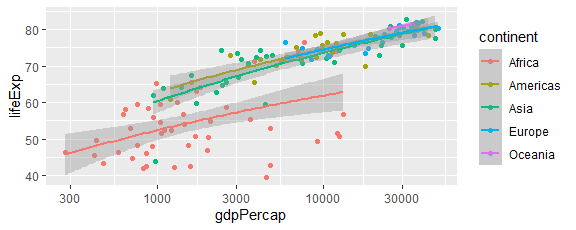 lifeExp
80
70
60
50
40
300
1000
3000
10000
30000
gdpPercap
continent
Africa
Americas
Asia
Europe
Oceania